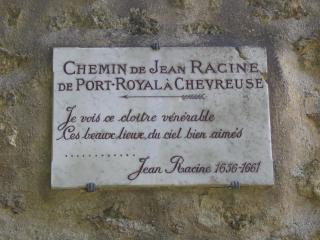 CHEMIN DE JEAN RACINE
DE PORT-ROYAL À CHEVREUSE
Je vois ce cloître vénérable
Ces beaux lieux du ciel bien aimés
............
Jean Racine 1656-1661